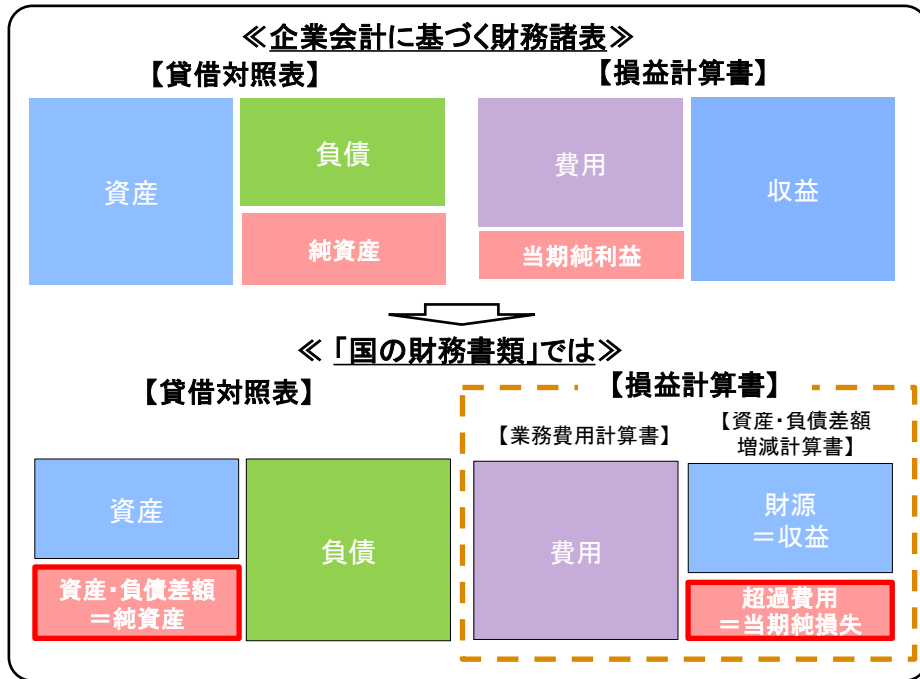 ≪企業会計に基づく財務諸表≫
【貸借対照表】
【損益計算書】
資産
負債
純資産
費用
当期純利益
収益
≪「国の財務書類」では≫
【貸借対照表】
【損益計算書】
【業務費用計算書】
【資産・負債差額
増減計算書】
資産
資産・負債差額
＝純資産
負債
費用
財源
＝収益
超過費用
＝当期純損失